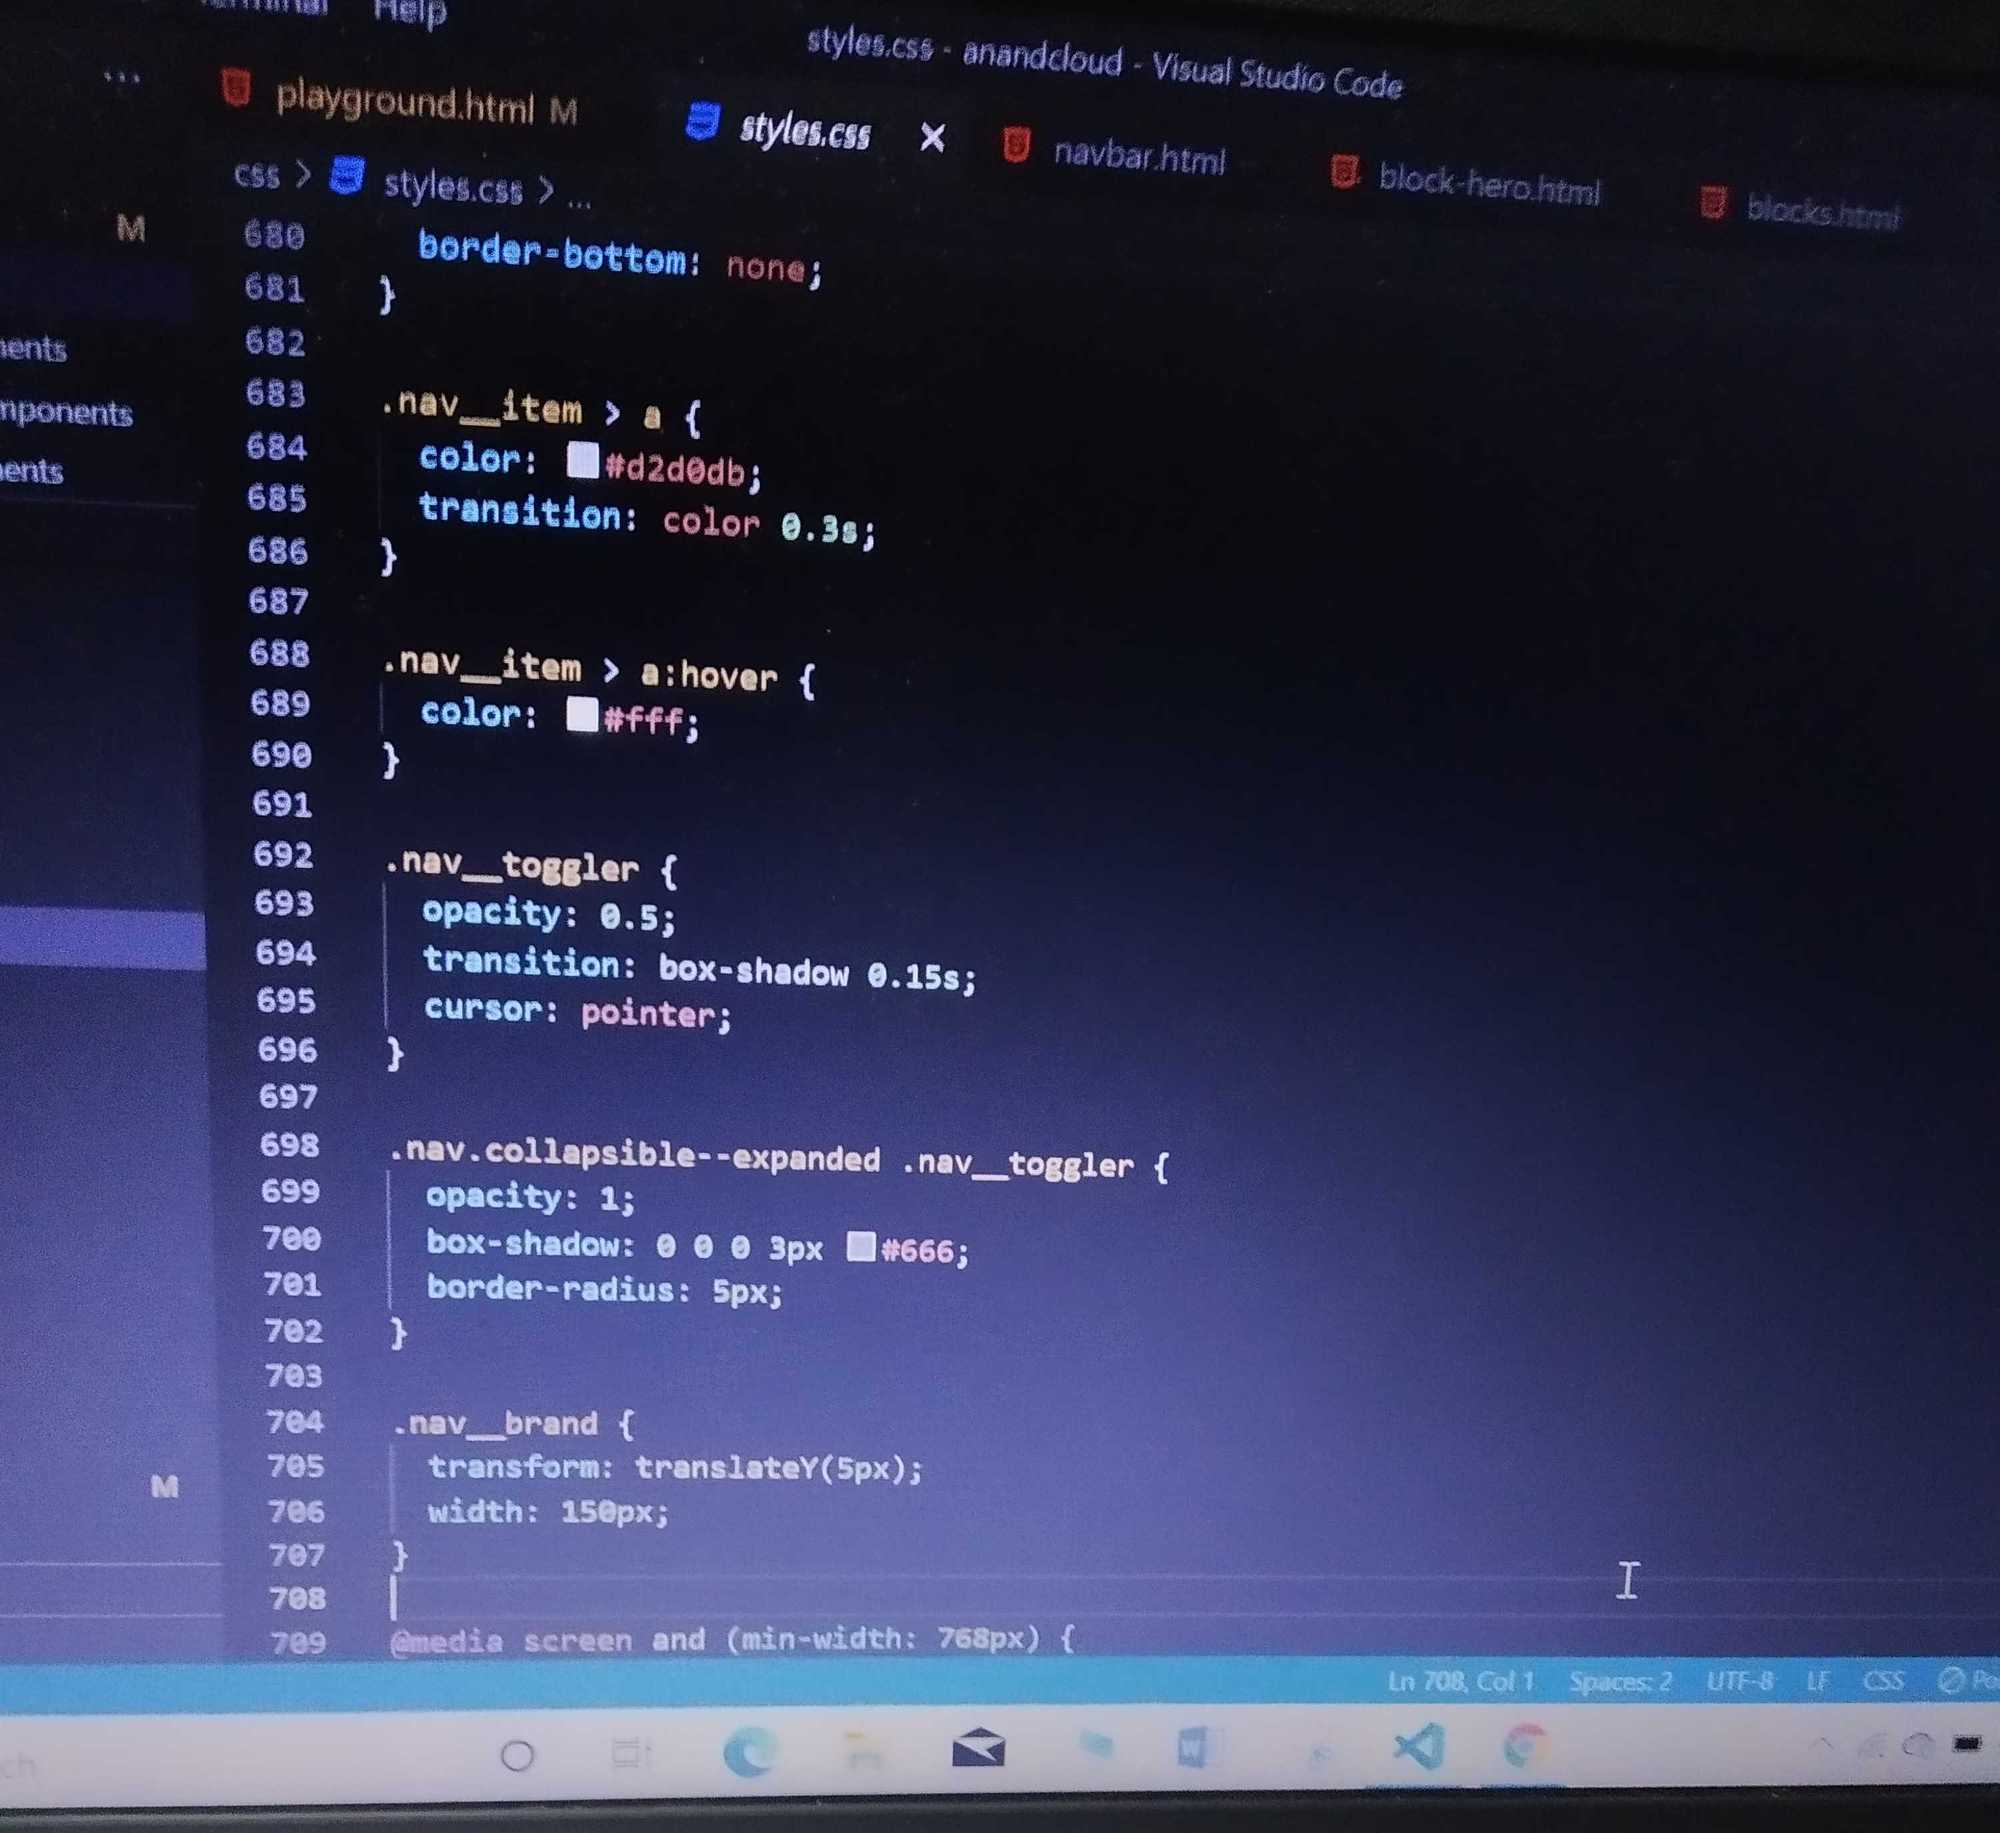 Help
styles.css - anandcloud - Visual Studio Code
...
playground.html M
styles.css
navbar.html
block-hero.html
blocks.html
css > styles.css > ...
M
ents
mponents
ents
M
680 border-bottom: none;
681 }
682
683 .nav__item > a {
684 color: #d2d0db;
685 transition: color 0.3s;
686 }
687
688 .nav__item > a:hover {
689 color: #fff;
690 }
691
692 .nav__toggler {
693 opacity: 0.5;
694 transition: box-shadow 0.15s;
695 cursor: pointer;
696 }
697
698 .nav.collapsible--expanded .nav__toggler {
699 opacity: 1;
700 box-shadow: 0 0 0 3px #666;
701 border-radius: 5px;
702 }
703
704 .nav__brand {
705 transform: translateY(5px);
706 width: 150px;
707 }
708
709 @media screen and (min-width: 768px) {
Ln 708, Col 1 Spaces: 2 UTF-8 LF CSS
ch
W